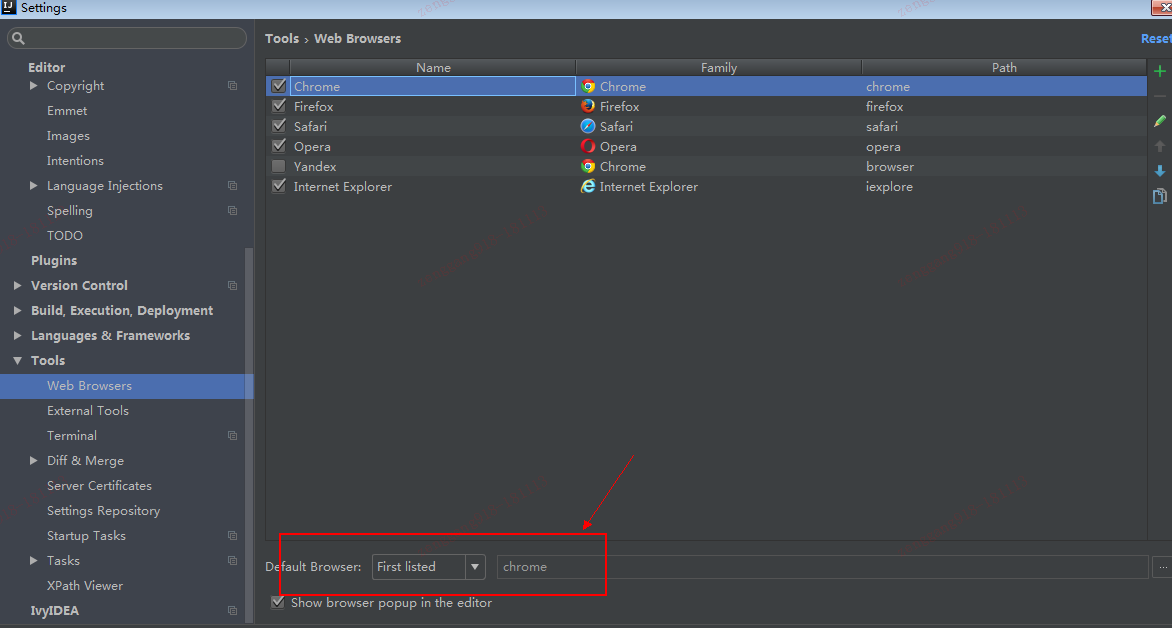 Settings
Editor
Copyright
Emmet
Images
Intentions
Language Injections
Spelling
TODO
Plugins
Version Control
Build, Execution, Deployment
Languages & Frameworks
Tools
Web Browsers
External Tools
Terminal
Diff & Merge
Server Certificates
Settings Repository
Startup Tasks
Tasks
XPath Viewer
IvyIDEA
Tools › Web Browsers
Reset
Name Family Path
Chrome Chrome chrome
Firefox Firefox firefox
Safari Safari safari
Opera Opera opera
Yandex Chrome browser
Internet Explorer Internet Explorer iexplore
Default Browser: First listed chrome ...
Show browser popup in the editor